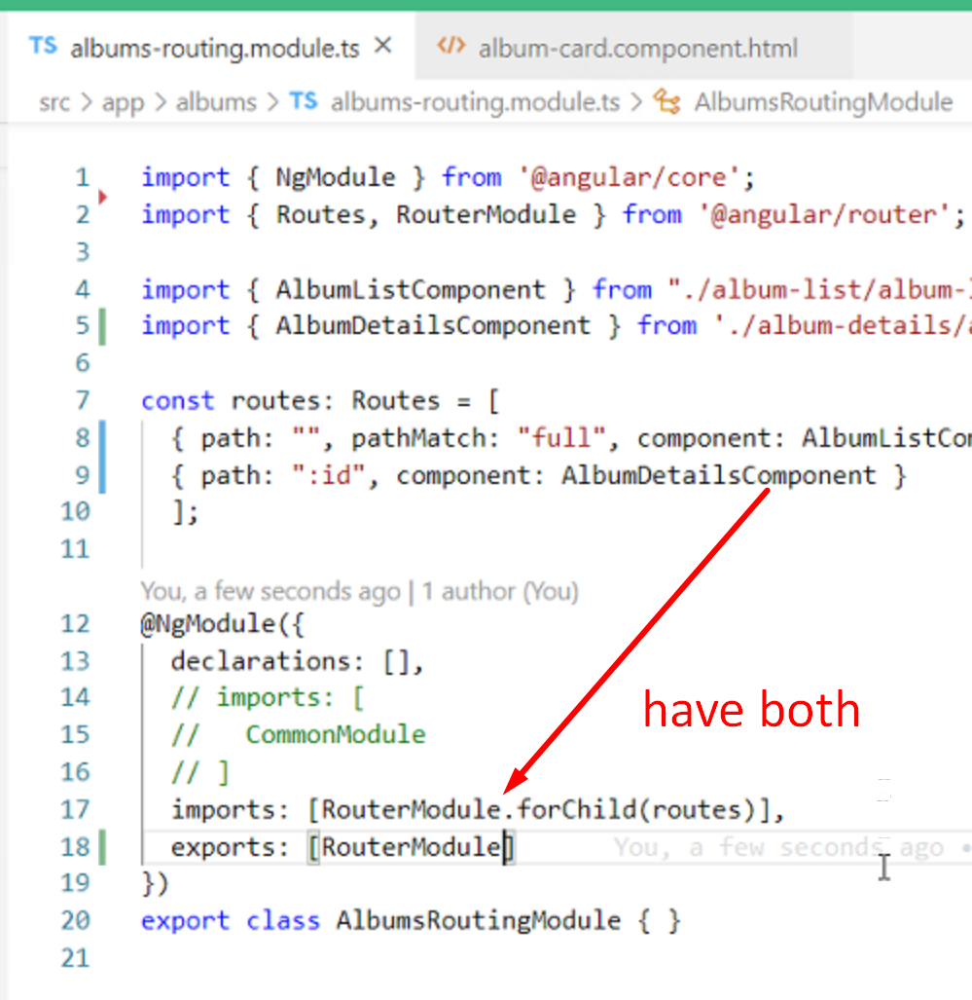 TS albums-routing.module.ts × </> album-card.component.html
src > app > albums > TS albums-routing.module.ts > AlbumsRoutingModule
1 import { NgModule } from '@angular/core';
2 import { Routes, RouterModule } from '@angular/router';
3
4 import { AlbumListComponent } from "./album-list/album-
5 import { AlbumDetailsComponent } from './album-details/
6
7 const routes: Routes = [
8 { path: "", pathMatch: "full", component: AlbumListCo
9 { path: ":id", component: AlbumDetailsComponent }
10 ];
11
You, a few seconds ago | 1 author (You)
12 @NgModule({
13 declarations: [],
14 // imports: [
15 // CommonModule
16 // ]
have both
17 imports: [RouterModule.forChild(routes)],
18 exports: [RouterModule] You, a few seconds ago •
19 })
20 export class AlbumsRoutingModule { }
21